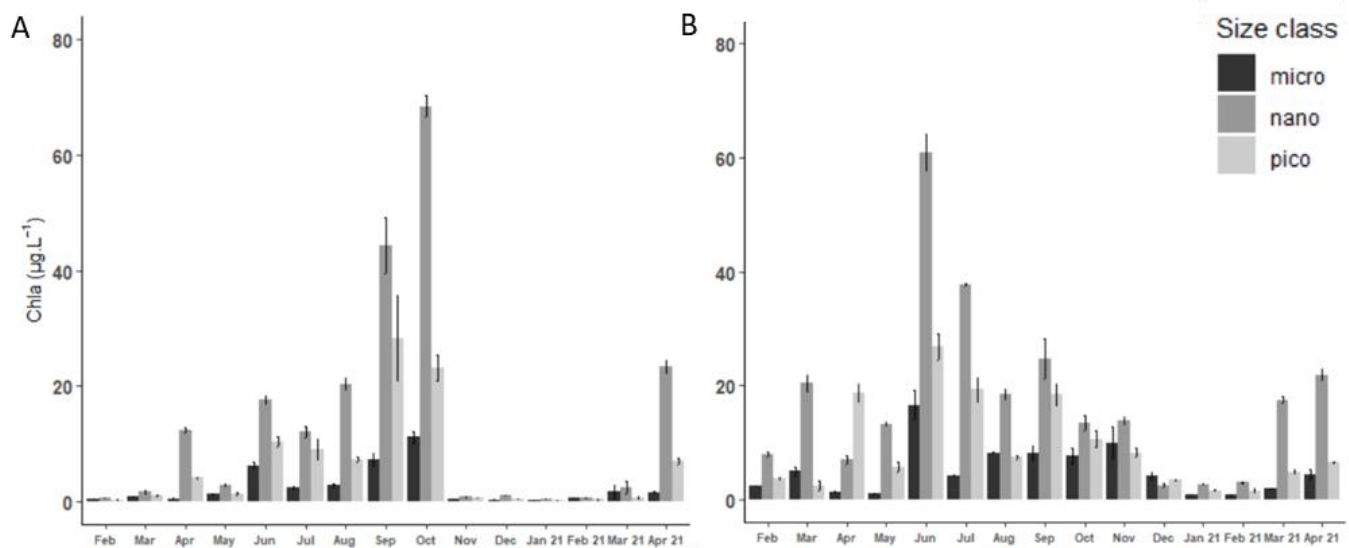 A
Chla (µg.L⁻¹)
80
60
40
20
0
Feb Mar Apr May Jun Jul Aug Sep Oct Nov Dec Jan 21 Feb 21 Mar 21 Apr 21
B
80
60
40
20
0
Feb Mar Apr May Jun Jul Aug Sep Oct Nov Dec Jan 21 Feb 21 Mar 21 Apr 21
Size class
micro
nano
pico